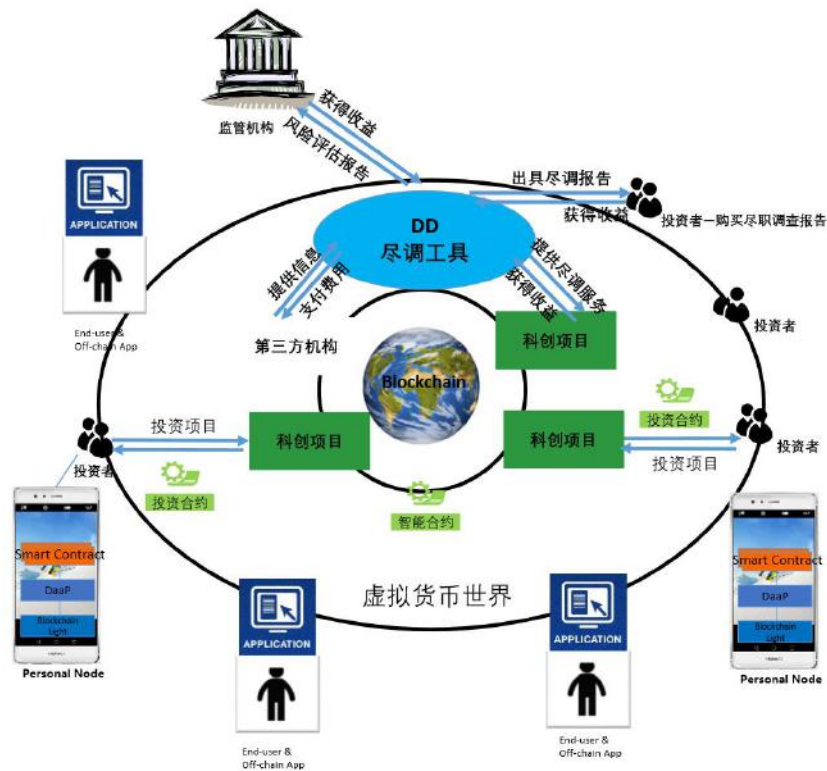 监管机构
获得收益
风险评估报告
出具尽调报告
获得收益
投资者—购买尽职调查报告
APPLICATION
End-user &
Off-chain App
DD
尽调工具
提供信息
支付费用
提供尽调服务
获得收益
第三方机构
科创项目
投资者
Blockchain
投资合约
投资项目
科创项目
科创项目
投资者
投资者
投资项目
投资合约
智能合约
Smart Contract
DaaP
Blockchain
Light
Personal Node
虚拟货币世界
Smart Contract
DaaP
Blockchain
Light
Personal Node
APPLICATION
End-user &
Off-chain App
APPLICATION
End-user &
Off-chain App